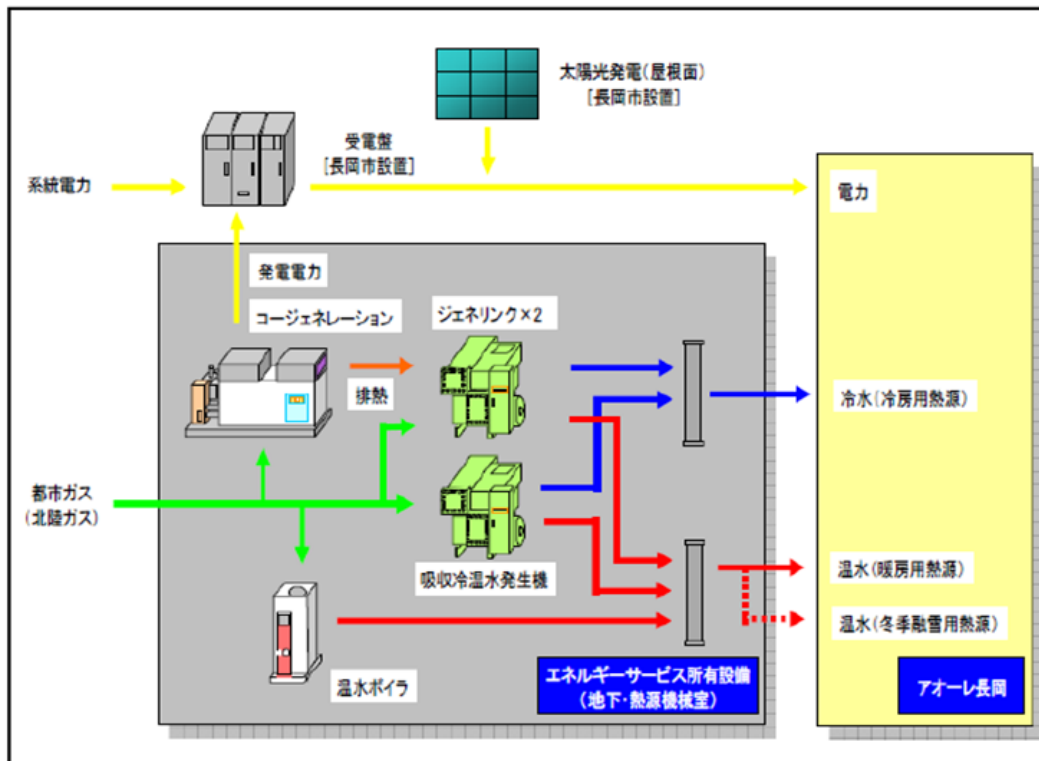 太陽光発電(屋根面)
[長岡市設置]
受電盤
[長岡市設置]
系統電力
電力
発電電力
コージェネレーション
ジェネリンク×2
排熱
冷水(冷房用熱源)
都市ガス
(北陸ガス)
吸収冷温水発生機
温水(暖房用熱源)
温水(冬季融雪用熱源)
温水ボイラ
エネルギーサービス所有設備
(地下・熱源機械室)
アオーレ長岡